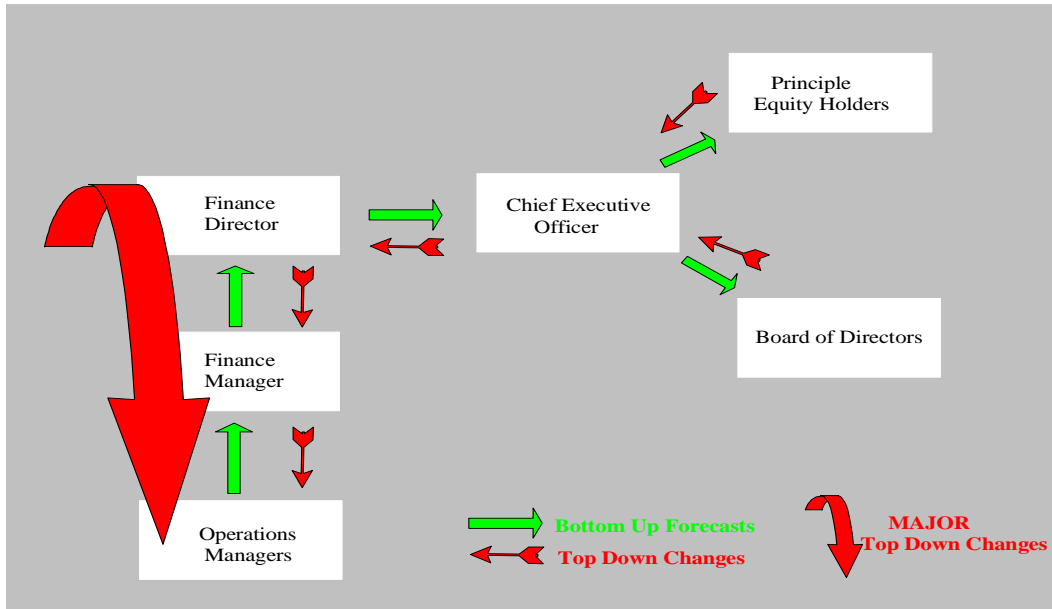 Principle
Equity Holders
Finance
Director
Chief Executive
Officer
Board of Directors
Finance
Manager
Operations
Managers
Bottom Up Forecasts
Top Down Changes
MAJOR
Top Down Changes